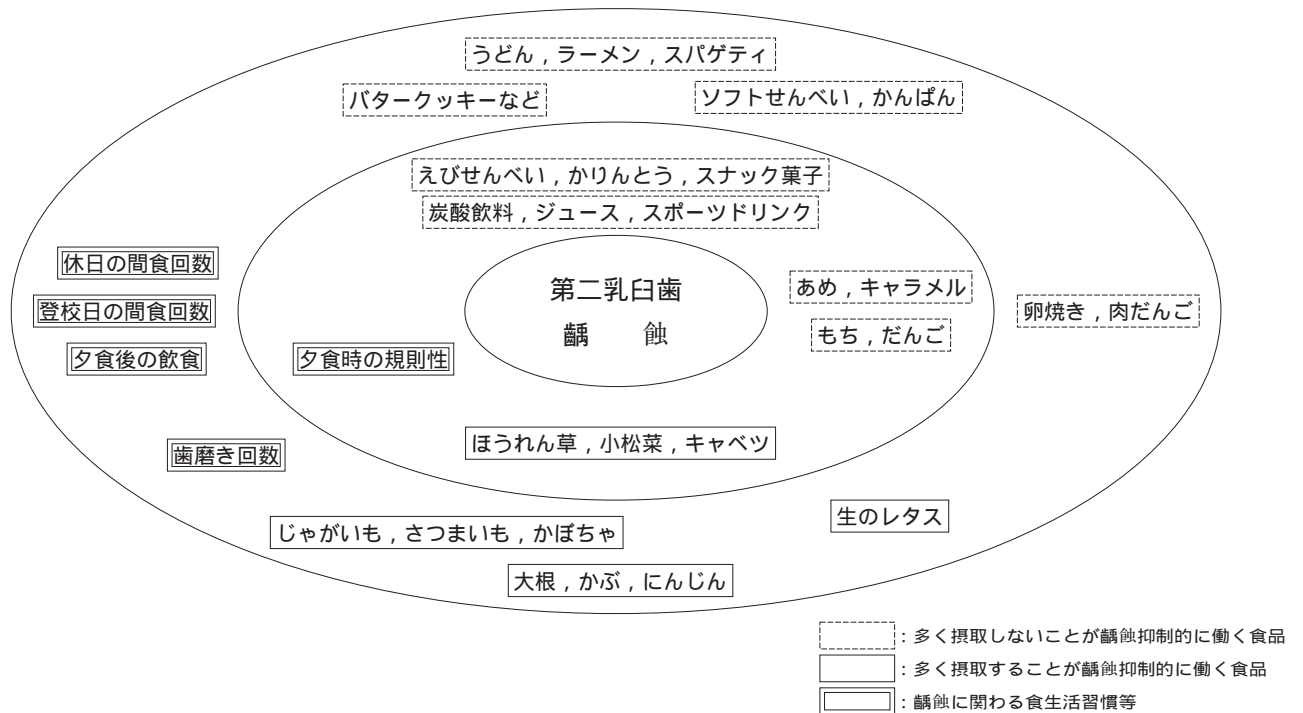 うどん，ラーメン，スパゲティ
バタークッキーなど
ソフトせんべい，かんぱん
えびせんべい，かりんとう，スナック菓子
炭酸飲料，ジュース，スポーツドリンク
休日の間食回数
登校日の間食回数
夕食後の飲食
夕食時の規則性
第二乳臼歯
齲　蝕
あめ，キャラメル
もち，だんご
卵焼き，肉だんご
歯磨き回数
ほうれん草，小松菜，キャベツ
生のレタス
じゃがいも，さつまいも，かぼちゃ
大根，かぶ，にんじん
：多く摂取しないことが齲蝕抑制的に働く食品
：多く摂取することが齲蝕抑制的に働く食品
：齲蝕に関わる食生活習慣等